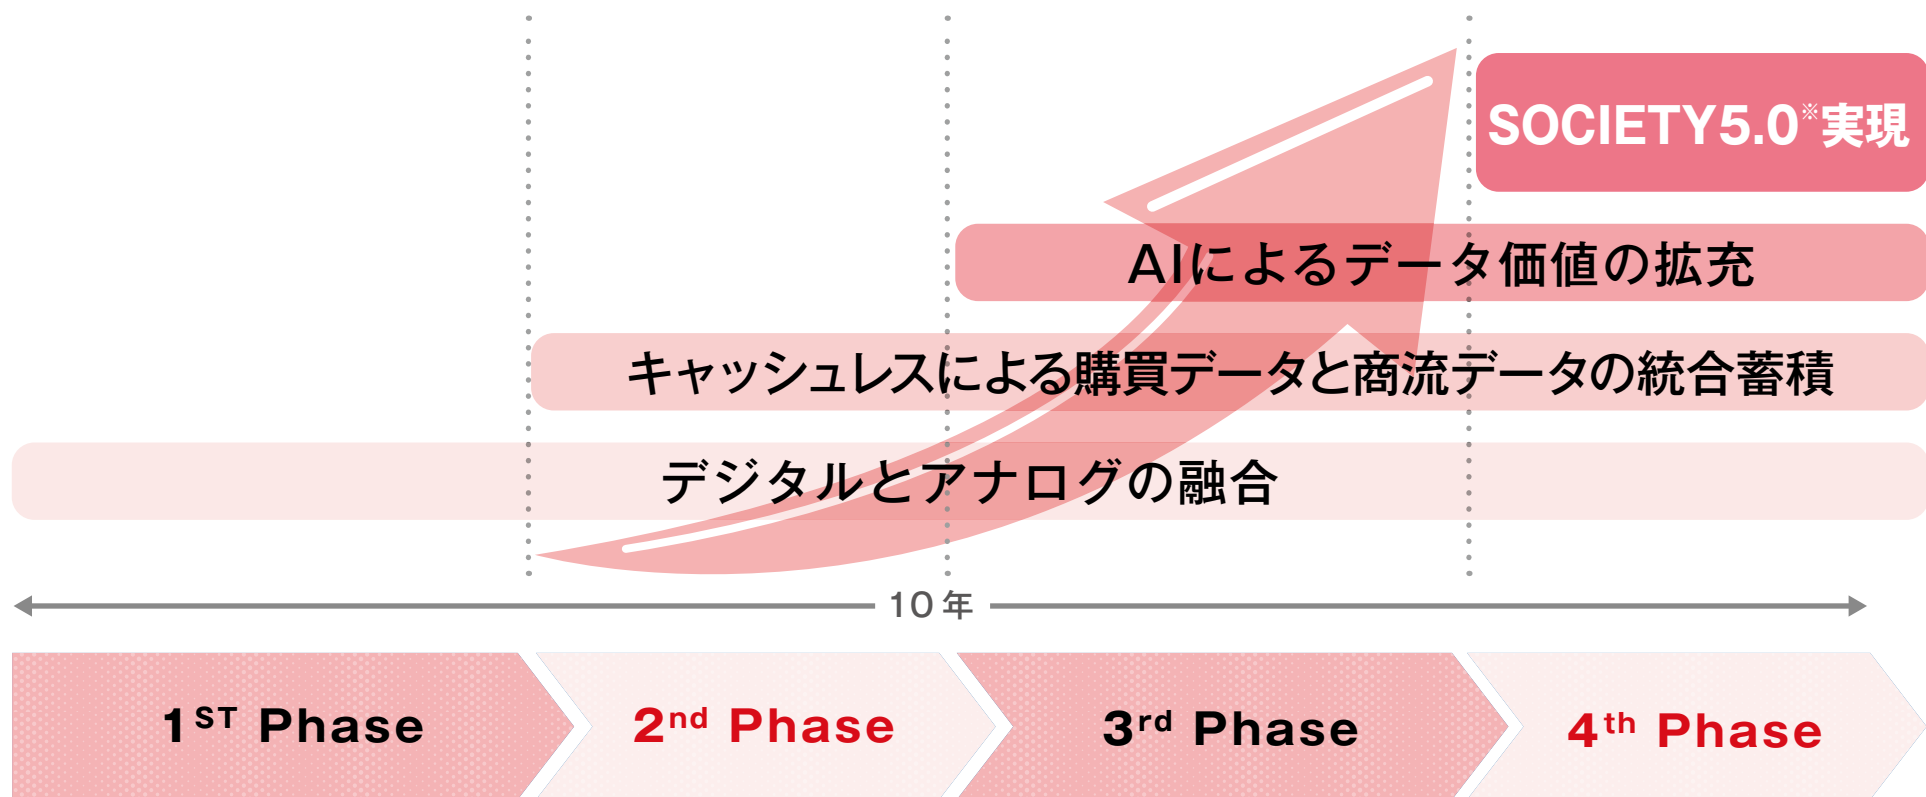 SOCIETY5.0※実現
AIによるデータ価値の拡充
キャッシュレスによる購買データと商流データの統合蓄積
デジタルとアナログの融合
10年
1ST Phase
2nd Phase
3rd Phase
4th Phase